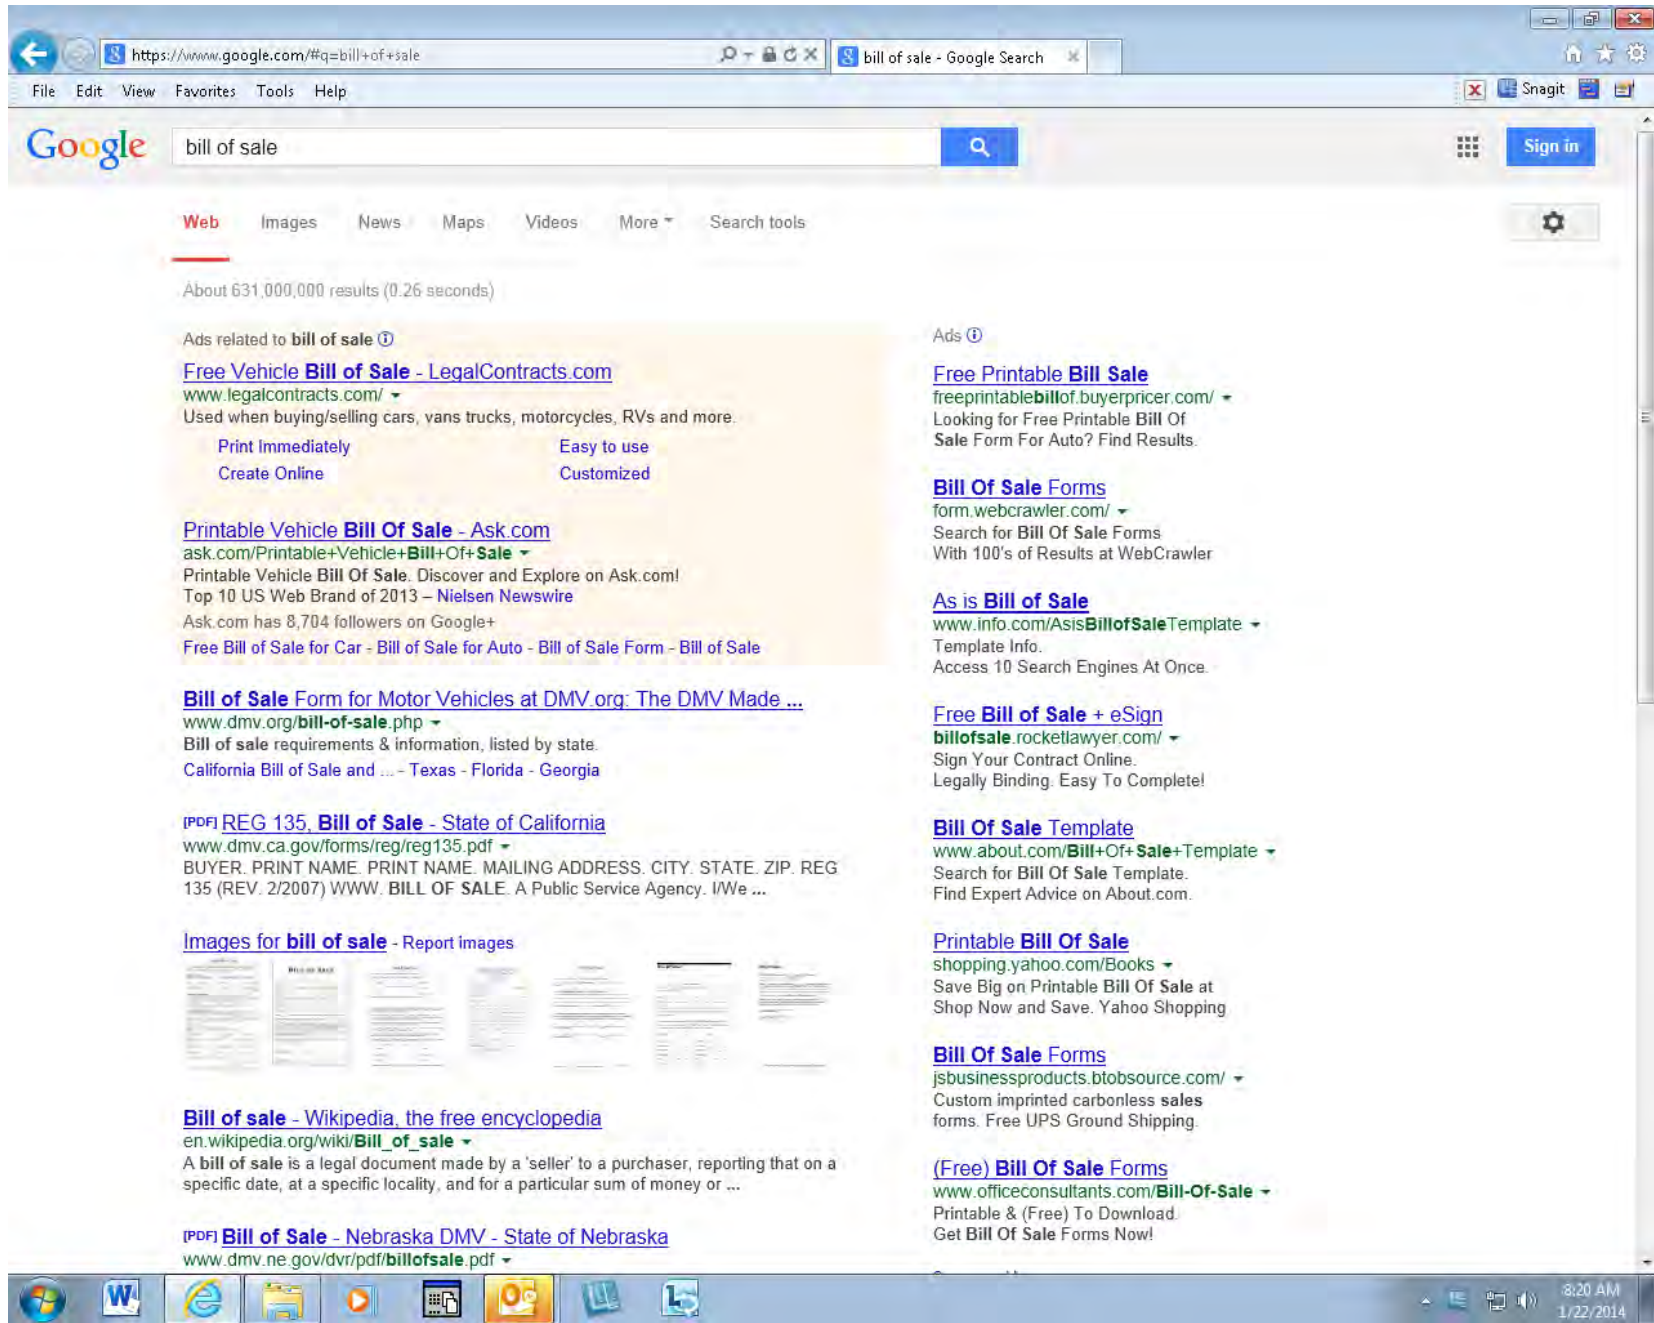 https://www.google.com/#q=bill+of+sale
bill of sale - Google Search
File Edit View Favorites Tools Help
Snagit
Google
bill of sale
Sign in
Web Images News Maps Videos More Search tools
About 631,000,000 results (0.26 seconds)
Ads related to bill of sale
Free Vehicle Bill of Sale - LegalContracts.com
www.legalcontracts.com/
Used when buying/selling cars, vans trucks, motorcycles, RVs and more.
Print Immediately Easy to use
Create Online Customized
Printable Vehicle Bill Of Sale - Ask.com
ask.com/Printable+Vehicle+Bill+Of+Sale
Printable Vehicle Bill Of Sale. Discover and Explore on Ask.com!
Top 10 US Web Brand of 2013 – Nielsen Newswire
Ask.com has 8,704 followers on Google+
Free Bill of Sale for Car - Bill of Sale for Auto - Bill of Sale Form - Bill of Sale
Bill of Sale Form for Motor Vehicles at DMV.org: The DMV Made ...
www.dmv.org/bill-of-sale.php
Bill of sale requirements & information, listed by state.
California Bill of Sale and ... - Texas - Florida - Georgia
[PDF] REG 135, Bill of Sale - State of California
www.dmv.ca.gov/forms/reg/reg135.pdf
BUYER. PRINT NAME. PRINT NAME. MAILING ADDRESS. CITY. STATE. ZIP. REG
135 (REV. 2/2007) WWW. BILL OF SALE. A Public Service Agency. I/We ...
Images for bill of sale - Report images
BILL OF SALE
Bill of sale - Wikipedia, the free encyclopedia
en.wikipedia.org/wiki/Bill_of_sale
A bill of sale is a legal document made by a 'seller' to a purchaser, reporting that on a
specific date, at a specific locality, and for a particular sum of money or ...
[PDF] Bill of Sale - Nebraska DMV - State of Nebraska
www.dmv.ne.gov/dvr/pdf/billofsale.pdf
Ads
Free Printable Bill Sale
freeprintablebillof.buyerpricer.com/
Looking for Free Printable Bill Of
Sale Form For Auto? Find Results.
Bill Of Sale Forms
form.webcrawler.com/
Search for Bill Of Sale Forms
With 100's of Results at WebCrawler
As is Bill of Sale
www.info.com/AsisBillofSaleTemplate
Template Info.
Access 10 Search Engines At Once.
Free Bill of Sale + eSign
billofsale.rocketlawyer.com/
Sign Your Contract Online.
Legally Binding. Easy To Complete!
Bill Of Sale Template
www.about.com/Bill+Of+Sale+Template
Search for Bill Of Sale Template.
Find Expert Advice on About.com.
Printable Bill Of Sale
shopping.yahoo.com/Books
Save Big on Printable Bill Of Sale at
Shop Now and Save. Yahoo Shopping
Bill Of Sale Forms
jsbusinessproducts.btobsource.com/
Custom imprinted carbonless sales
forms. Free UPS Ground Shipping.
(Free) Bill Of Sale Forms
www.officeconsultants.com/Bill-Of-Sale
Printable & (Free) To Download.
Get Bill Of Sale Forms Now!
8:20 AM
1/22/2014